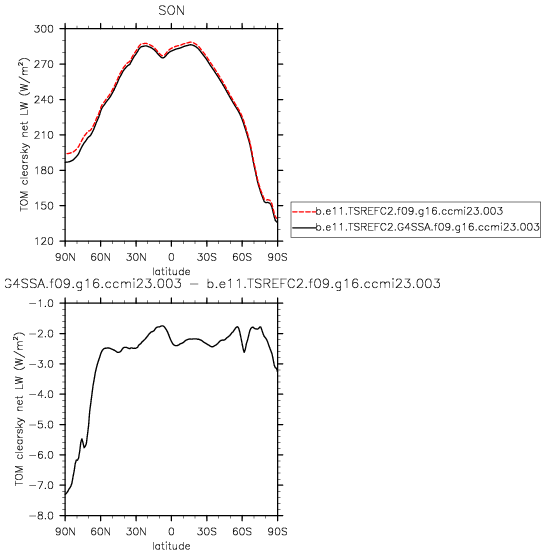 SON
300
270
240
210
180
150
120
TOM clearsky net LW (W/m²)
90N 60N 30N 0 30S 60S 90S
latitude
b.e11.TSREFC2.f09.g16.ccmi23.003
b.e11.TSREFC2.G4SSA.f09.g16.ccmi23.003
G4SSA.f09.g16.ccmi23.003 − b.e11.TSREFC2.f09.g16.ccmi23.003
−1.0
−2.0
−3.0
−4.0
−5.0
−6.0
−7.0
−8.0
TOM clearsky net LW (W/m²)
90N 60N 30N 0 30S 60S 90S
latitude